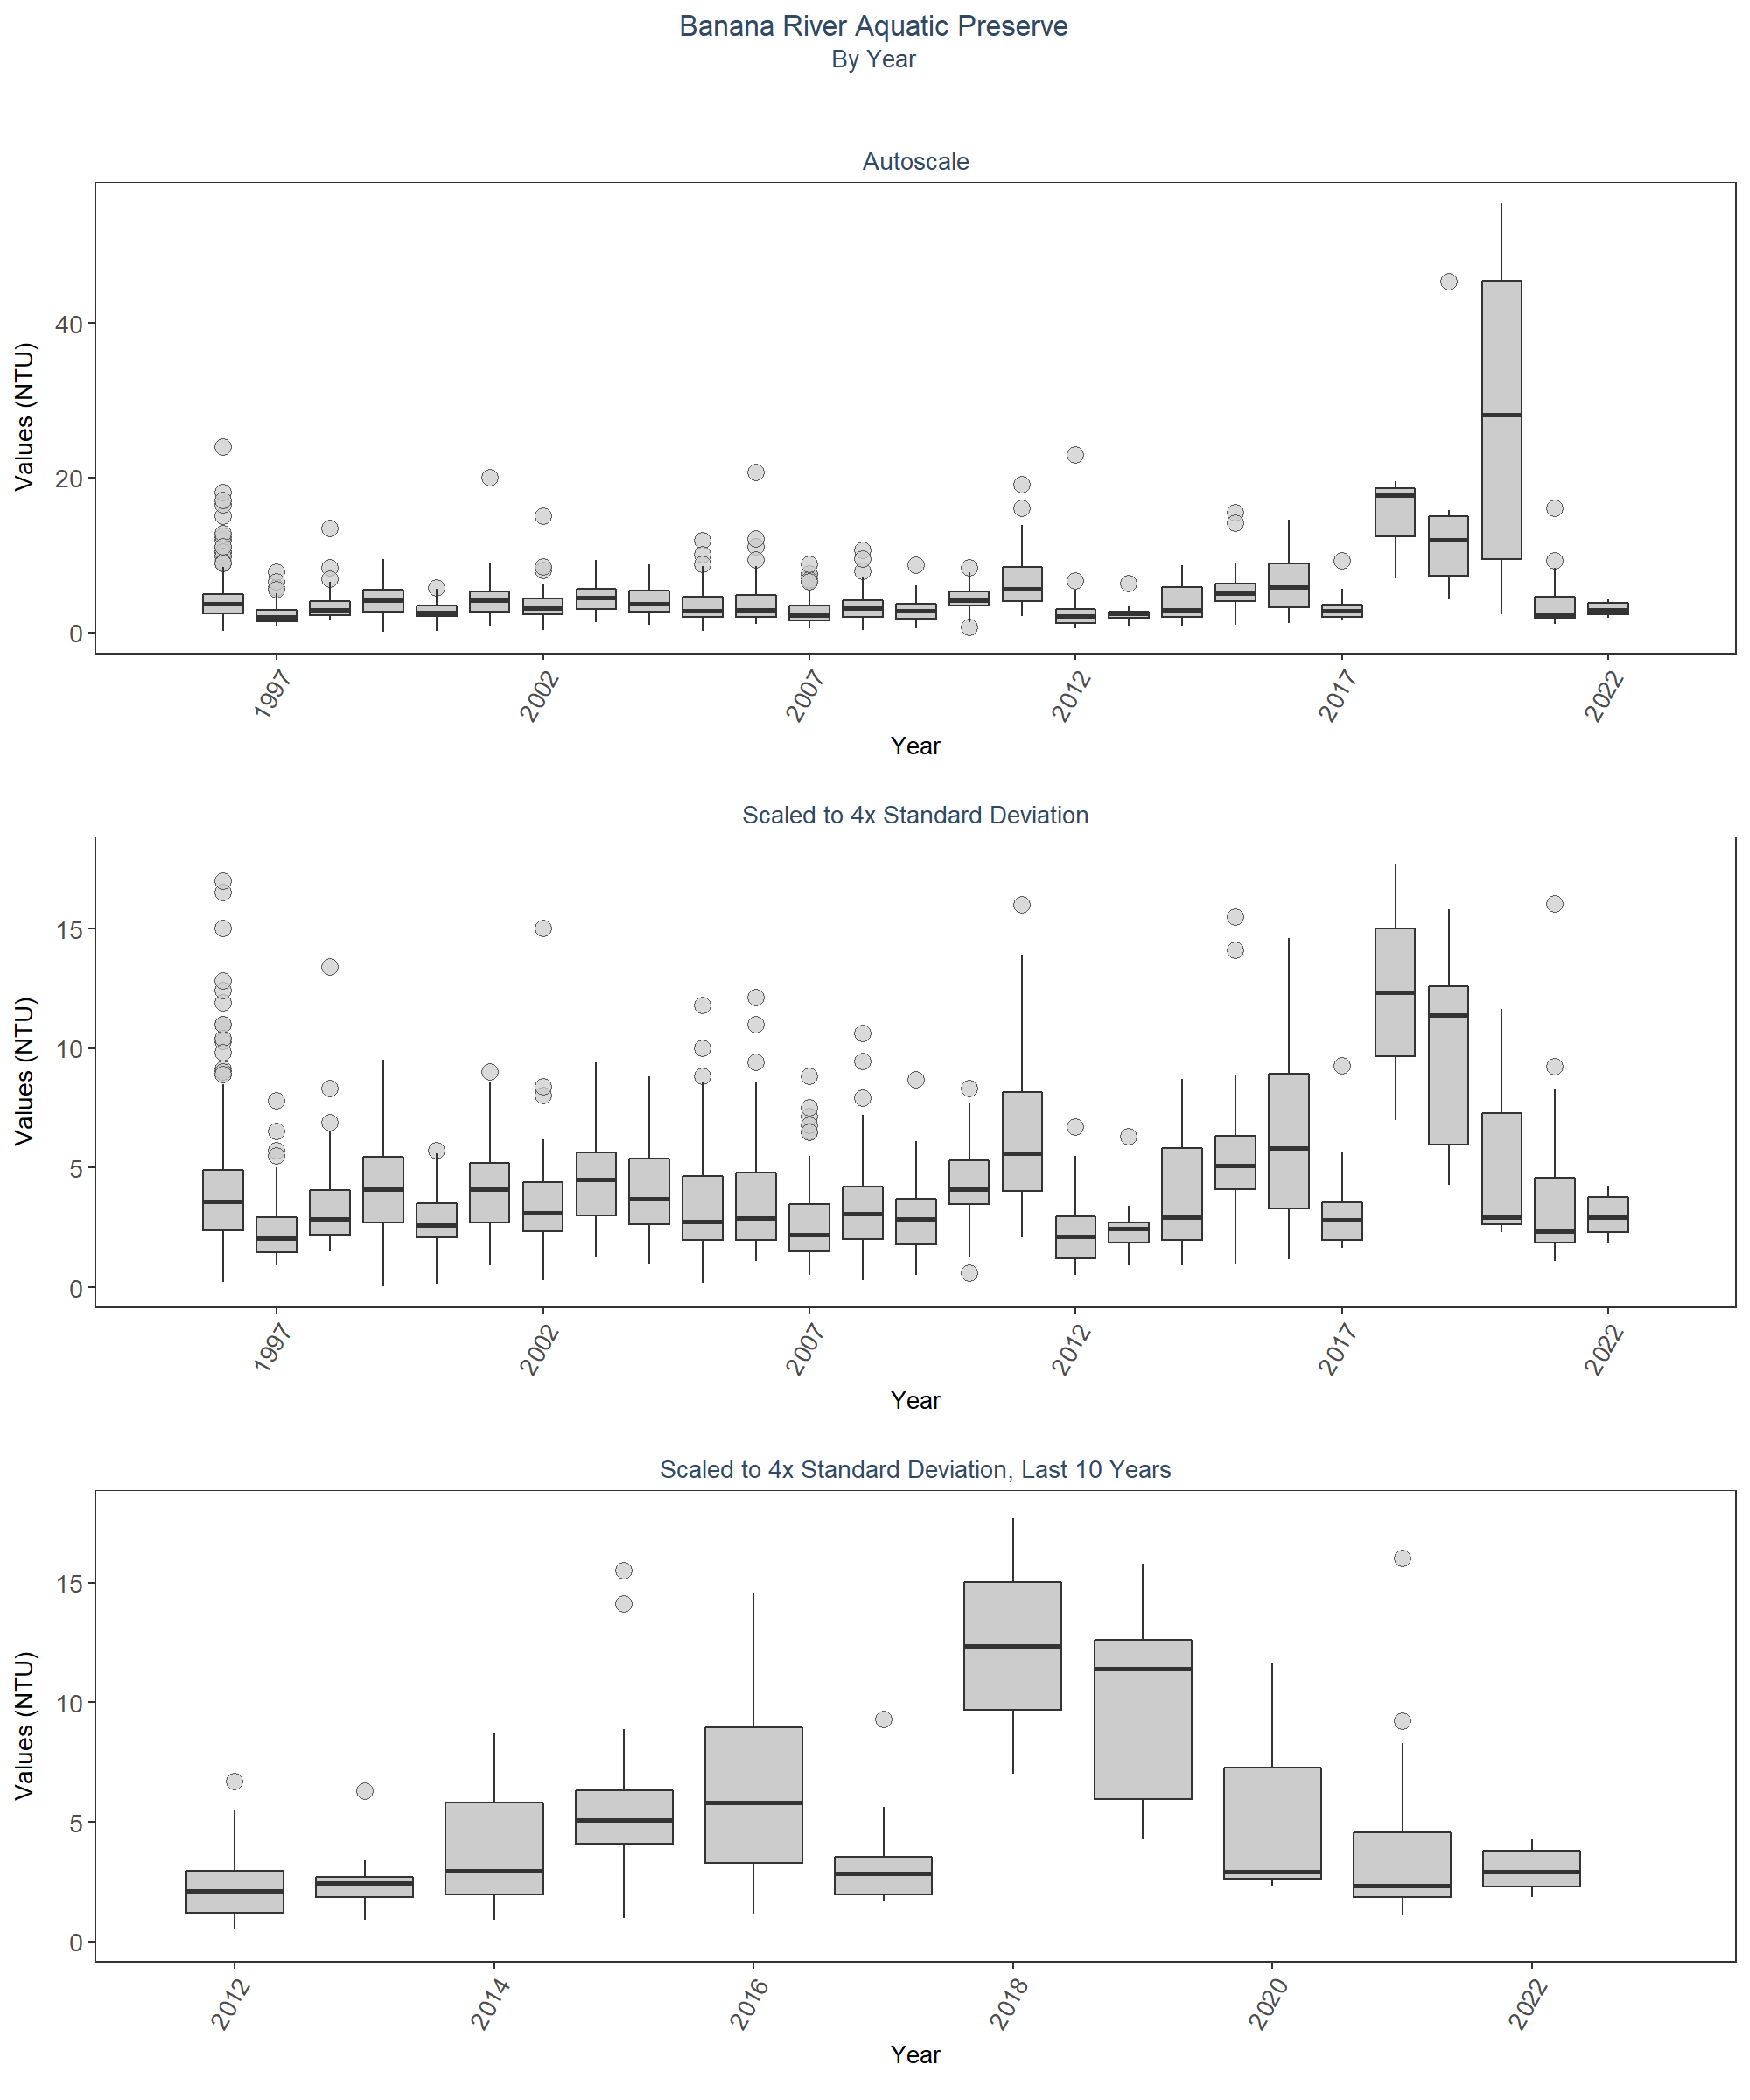 Banana River Aquatic Preserve
By Year
Autoscale
Values (NTU)
40
20
0
1997 2002 2007 2012 2017 2022
Year
Scaled to 4x Standard Deviation
Values (NTU)
15
10
5
0
1997 2002 2007 2012 2017 2022
Year
Scaled to 4x Standard Deviation, Last 10 Years
Values (NTU)
15
10
5
0
2012 2014 2016 2018 2020 2022
Year